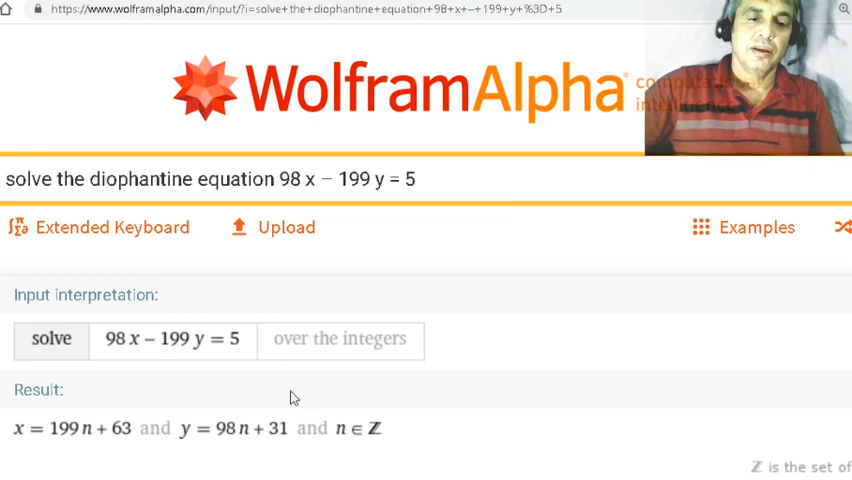 https://www.wolframalpha.com/input/?i=solve+the+diophantine+equation+98+x+-+199+y+%3D+5
WolframAlpha computational intelligence.
solve the diophantine equation 98 x − 199 y = 5
Extended Keyboard Upload Examples
Input interpretation:
solve 98 x − 199 y = 5 over the integers
Result:
x = 199 n + 63 and y = 98 n + 31 and n ∈ ℤ
ℤ is the set of